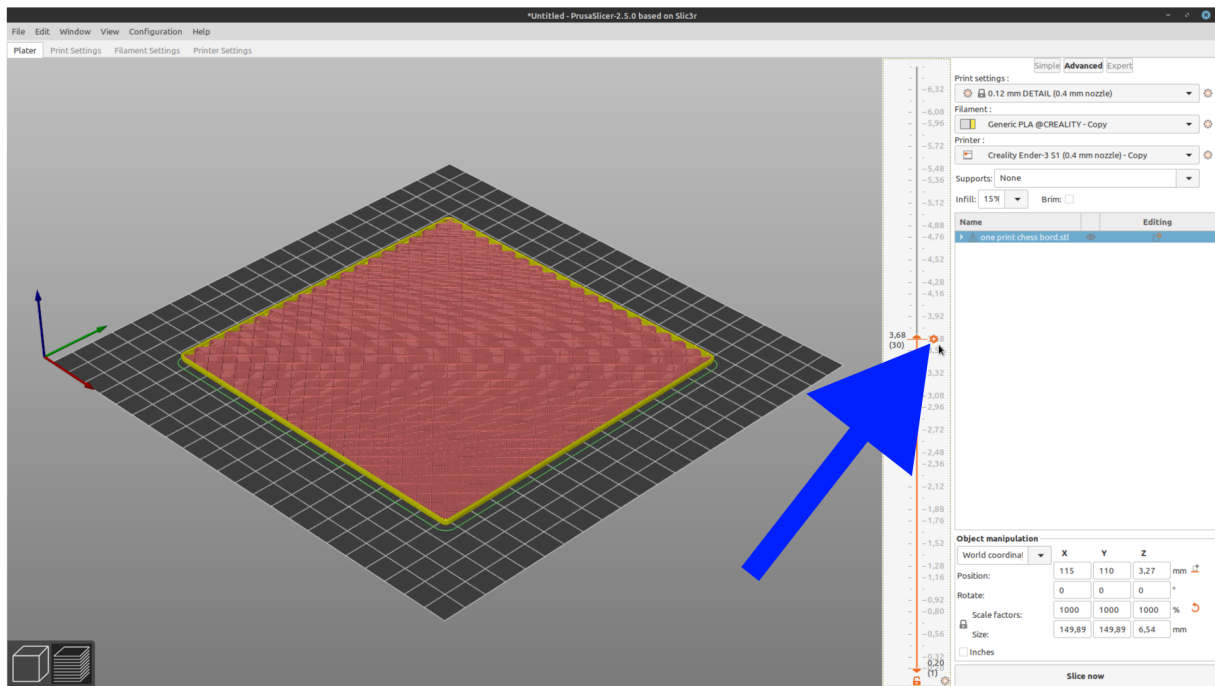 *Untitled - PrusaSlicer-2.5.0 based on Slic3r
File Edit Window View Configuration Help
Plater Print Settings Filament Settings Printer Settings
Simple Advanced Expert
Print settings :
0.12 mm DETAIL (0.4 mm nozzle)
Filament :
Generic PLA @CREALITY - Copy
Printer :
Creality Ender-3 S1 (0.4 mm nozzle) - Copy
Supports: None
Infill: 15% Brim:
Name Editing
one print chess bord.stl
6,32
6,08
5,96
5,72
5,48
5,36
5,12
4,88
4,76
4,52
4,28
4,16
3,92
3,68
(30)
3,32
3,08
2,96
2,72
2,48
2,36
2,12
1,88
1,76
1,52
1,28
1,16
0,92
0,80
0,56
0,32
0,20
(1)
Object manipulation
World coordinat X Y Z
Position: 115 110 3,27 mm
Rotate: 0 0 0 °
Scale factors: 1000 1000 1000 %
Size: 149,89 149,89 6,54 mm
Inches
Slice now